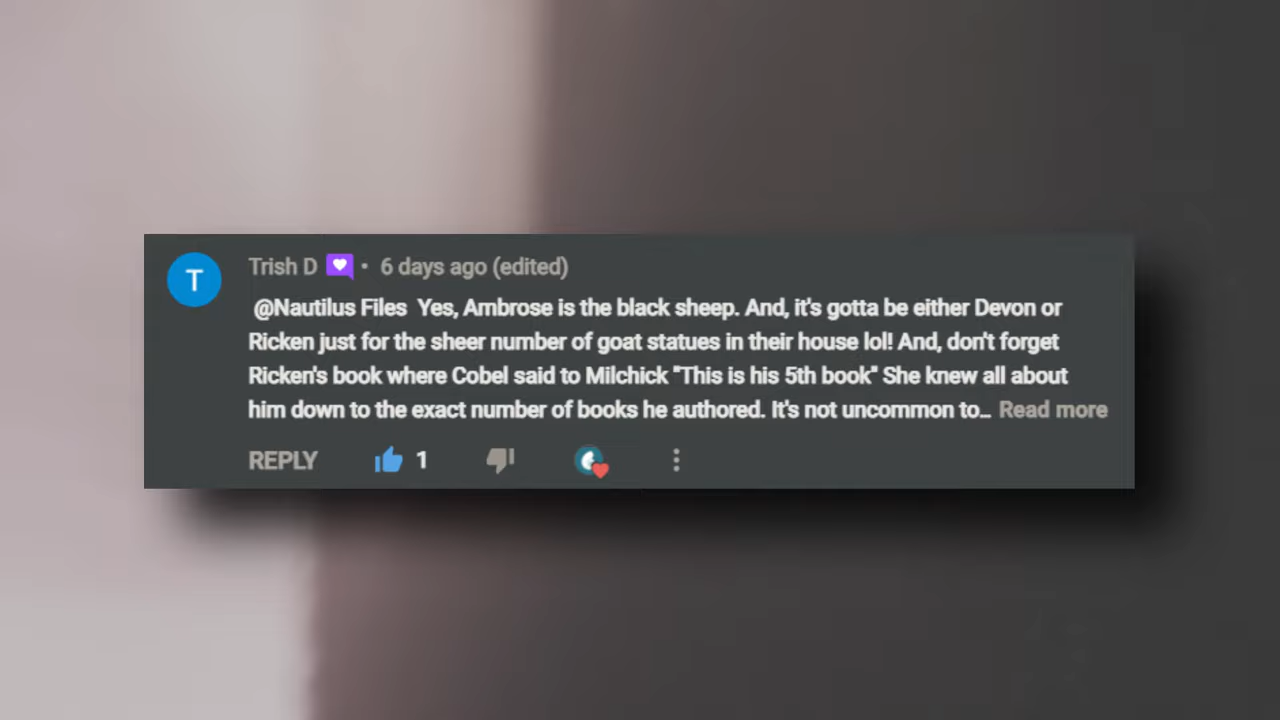 T
Trish D • 6 days ago (edited)
@Nautilus Files Yes, Ambrose is the black sheep. And, it's gotta be either Devon or
Ricken just for the sheer number of goat statues in their house lol! And, don't forget
Ricken's book where Cobel said to Milchick "This is his 5th book" She knew all about
him down to the exact number of books he authored. It's not uncommon to... Read more
REPLY 1